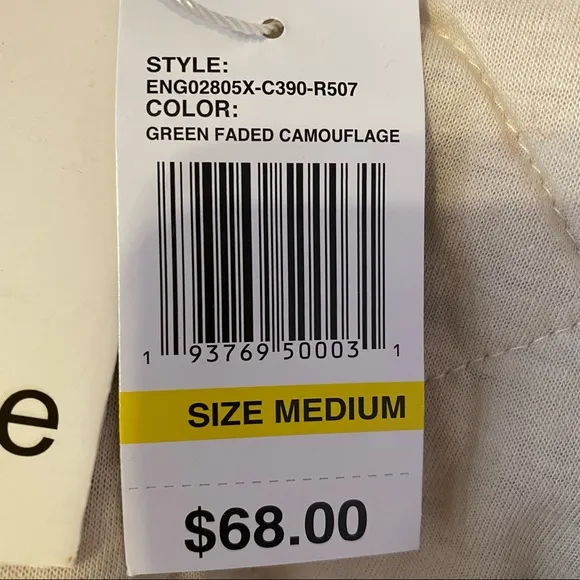 STYLE:
ENG02805X-C390-R507
COLOR:
GREEN FADED CAMOUFLAGE
1 93769 50003 1
SIZE MEDIUM
$68.00
e